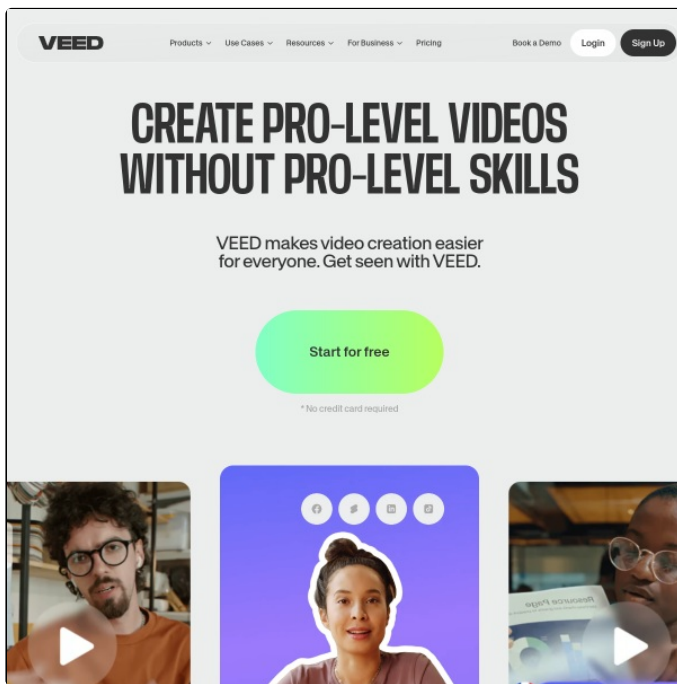 VEED
Products Use Cases Resources For Business Pricing Book a Demo Login Sign Up
CREATE PRO-LEVEL VIDEOS
WITHOUT PRO-LEVEL SKILLS
VEED makes video creation easier
for everyone. Get seen with VEED.
Start for free
* No credit card required
Resource Page